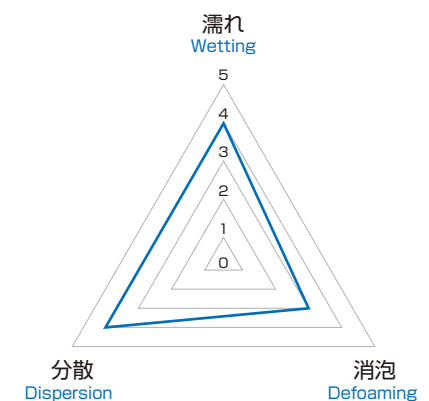 濡れ
Wetting
5
4
3
2
1
0
分散
Dispersion
消泡
Defoaming